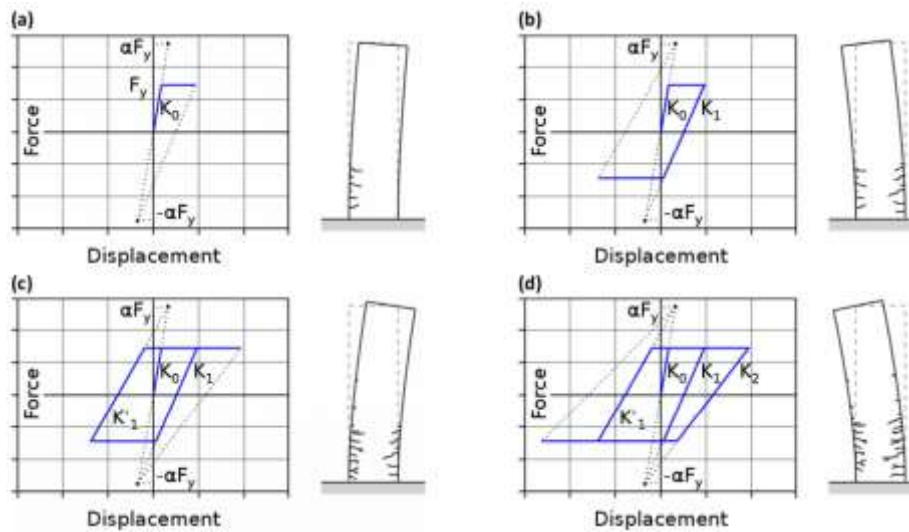 (a)
αFy
Fy
K0
-αFy
Force
Displacement
(b)
αFy
K0
K1
-αFy
Force
Displacement
(c)
αFy
K0
K1
K'1
-αFy
Force
Displacement
(d)
αFy
K0
K1
K2
K'1
-αFy
Force
Displacement